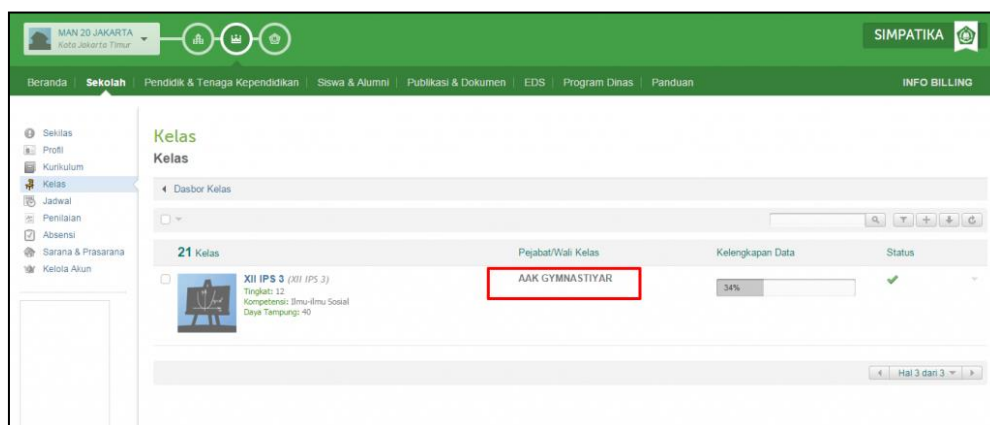 MAN 20 JAKARTA
Kota Jakarta Timur
SIMPATIKA
Beranda Sekolah Pendidik & Tenaga Kependidikan Siswa & Alumni Publikasi & Dokumen EDS Program Dinas Panduan INFO BILLING
Sekilas
Profil
Kurikulum
Kelas
Jadwal
Penilaian
Absensi
Sarana & Prasarana
Kelola Akun
Kelas
Kelas
Dasbor Kelas
21 Kelas Pejabat/Wali Kelas Kelengkapan Data Status
XII IPS 3 (XII IPS 3) AAK GYMNASTIYAR 34%
Tingkat: 12
Kompetensi: Ilmu-ilmu Sosial
Daya Tampung: 40
Hal 3 dari 3